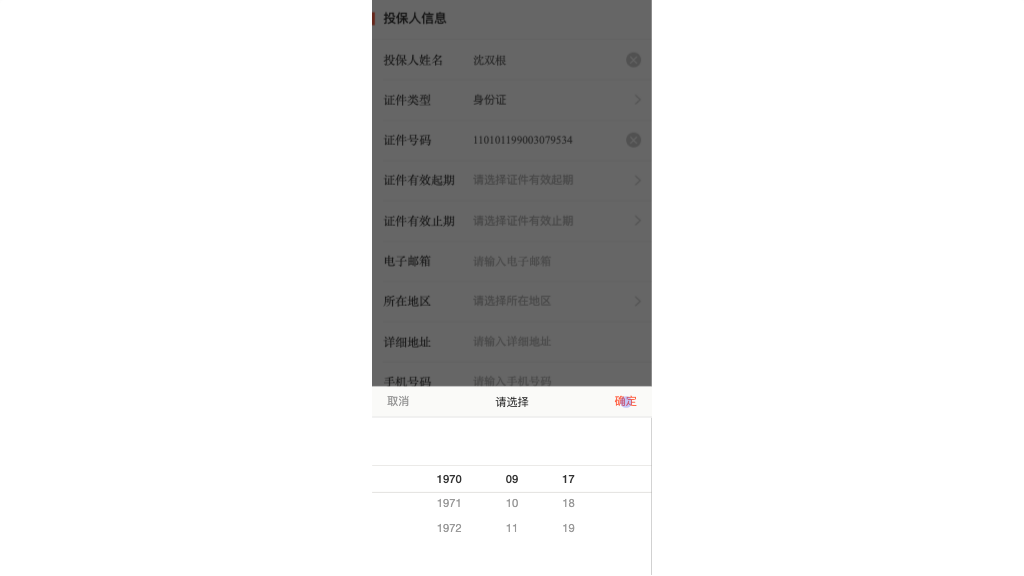 投保人信息
投保人姓名 沈双根
证件类型 身份证
证件号码 110101199003079534
证件有效起期 请选择证件有效起期
证件有效止期 请选择证件有效止期
电子邮箱 请输入电子邮箱
所在地区 请选择所在地区
详细地址 请输入详细地址
手机号码 请输入手机号码
取消 请选择 确定
1970 09 17
1971 10 18
1972 11 19